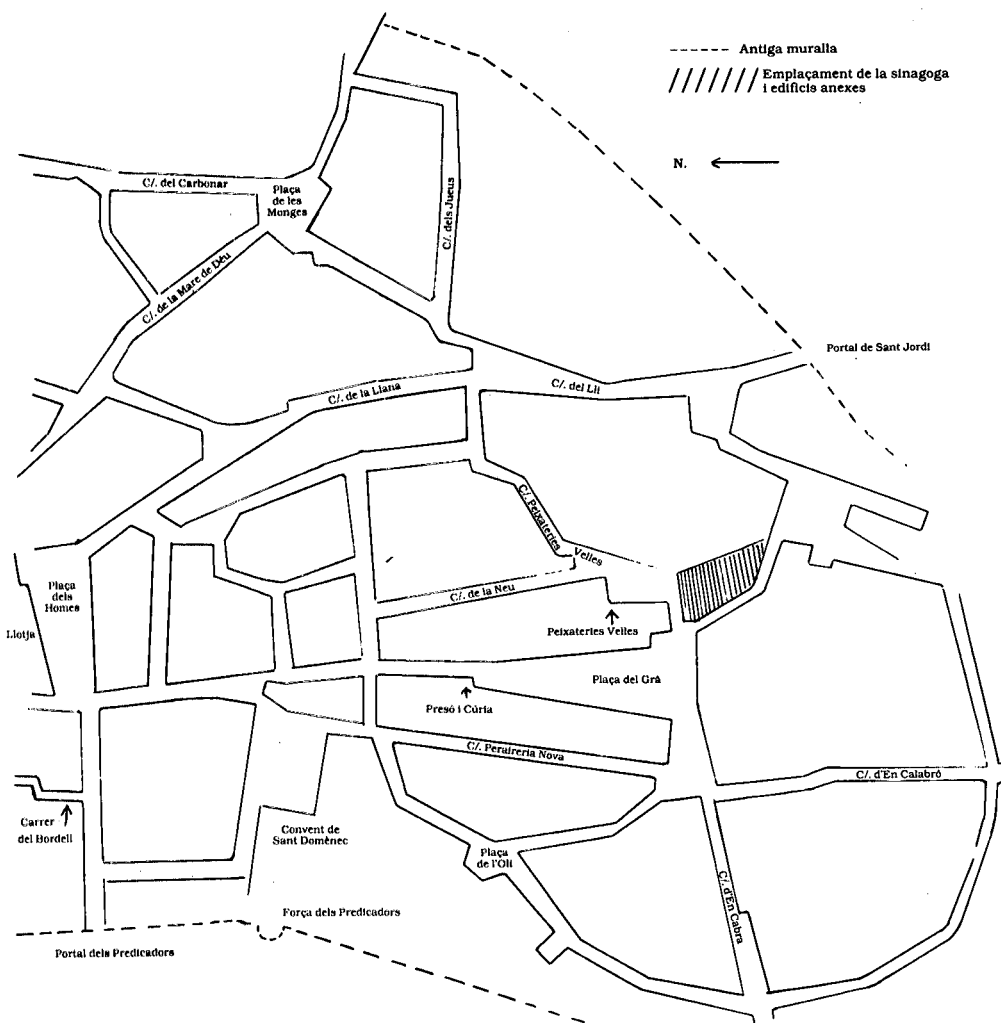 Antiga muralla
Emplaçament de la sinagoga
i edificis anexes
N.
C/. del Carbonar
Plaça
de les
Monges
C/. dels Jueus
C/. de la Mare de Dèu
Portal de Sant Jordi
C/. de la Llana
C/. del Lli
C/. Peixateries
Velles
Plaça
dels
Homes
C/. de la Neu
Llotja
Peixateries Velles
Plaça del Grà
Presó i Cúria
C/. Peraireria Nova
C/. d'En Calabró
Carrer
del Bordell
Convent de
Sant Domènec
Plaça
de l'Oli
C/. d'En Cabra
Força dels Predicadors
Portal dels Predicadors